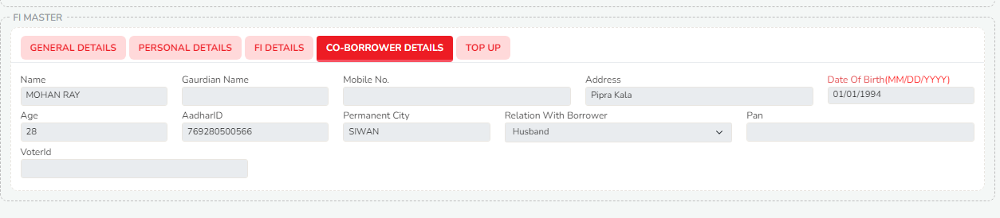 FI MASTER
GENERAL DETAILS PERSONAL DETAILS FI DETAILS CO-BORROWER DETAILS TOP UP
Name Gaurdian Name Mobile No. Address Date Of Birth(MM/DD/YYYY)
MOHAN RAY Pipra Kala 01/01/1994
Age AadharID Permanent City Relation With Borrower Pan
28 769280500566 SIWAN Husband
VoterId